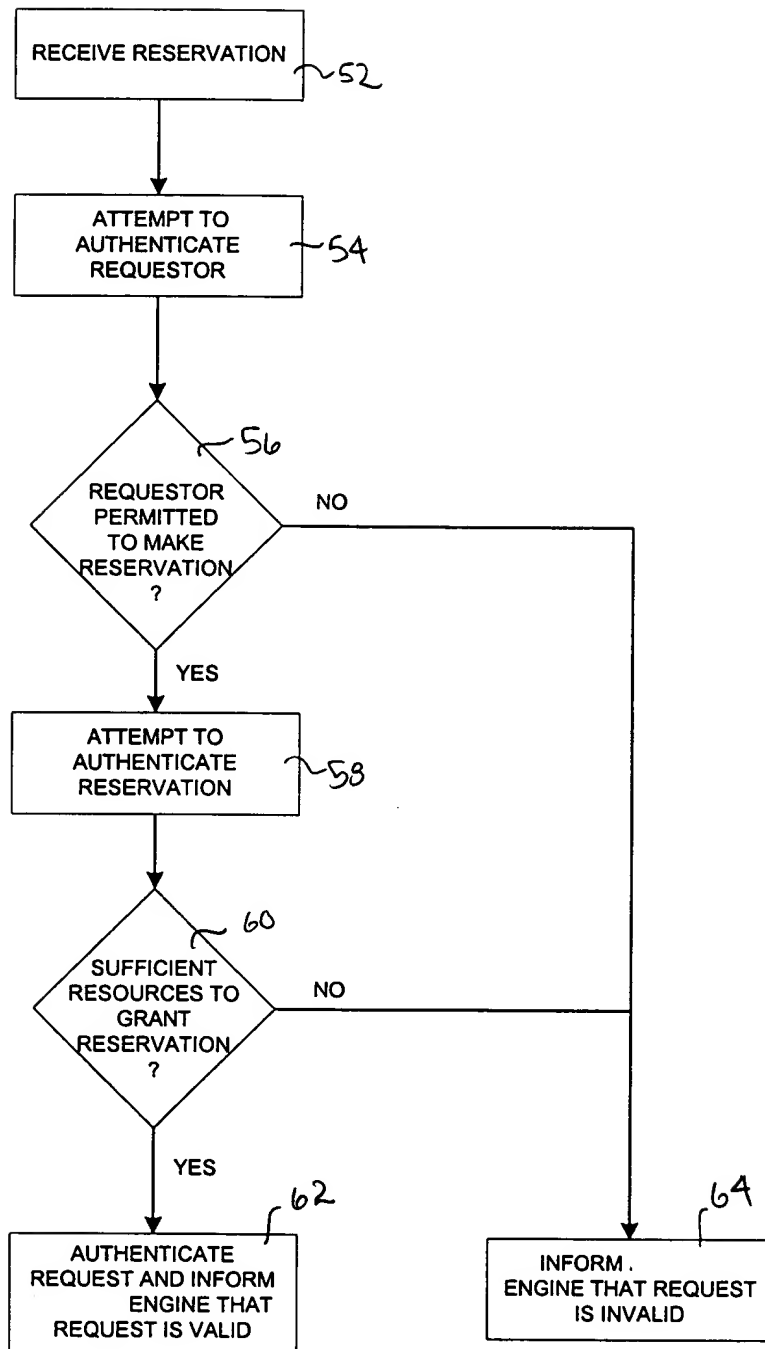 RECEIVE RESERVATION
52
ATTEMPT TO
AUTHENTICATE
REQUESTOR
54
56
REQUESTOR
PERMITTED
TO MAKE
RESERVATION
?
NO
YES
ATTEMPT TO
AUTHENTICATE
RESERVATION
58
60
SUFFICIENT
RESOURCES TO
GRANT
RESERVATION
?
NO
YES
62
AUTHENTICATE
REQUEST AND INFORM
ENGINE THAT
REQUEST IS VALID
64
INFORM .
ENGINE THAT REQUEST
IS INVALID